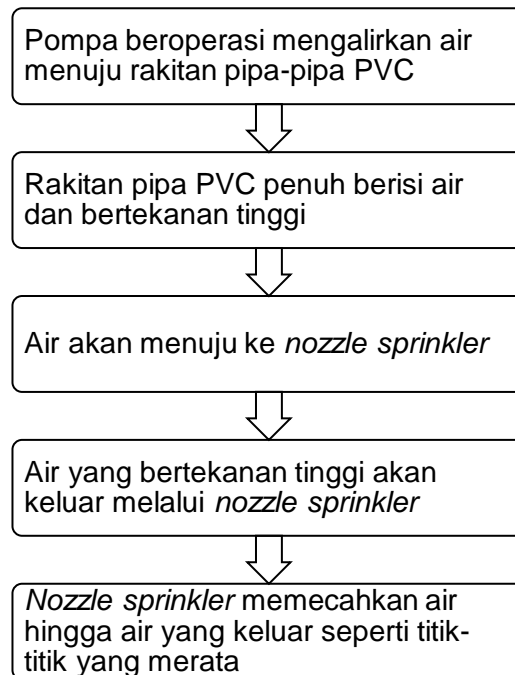 Pompa beroperasi mengalirkan air
menuju rakitan pipa-pipa PVC
Rakitan pipa PVC penuh berisi air
dan bertekanan tinggi
Air akan menuju ke nozzle sprinkler
Air yang bertekanan tinggi akan
keluar melalui nozzle sprinkler
Nozzle sprinkler memecahkan air
hingga air yang keluar seperti titik-
titik yang merata